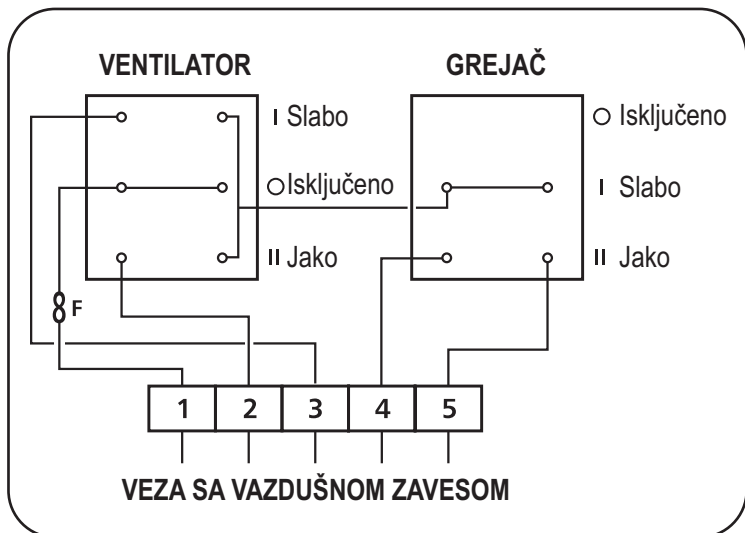 VENTILATOR
GREJAČ
I Slabo
O Isključeno
II Jako
O Isključeno
I Slabo
II Jako
F
1 2 3 4 5
VEZA SA VAZDUŠNOM ZAVESOM